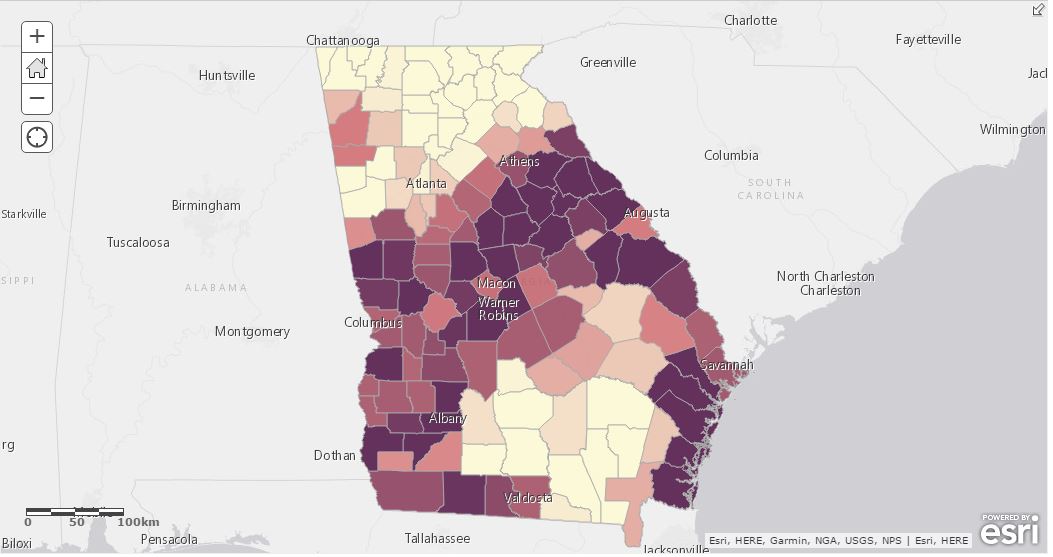 Charlotte
Chattanooga
Fayetteville
Greenville
Huntsville
Jacl
Wilmington
Athens
Columbia
Atlanta
SOUTH
CAROLINA
Birmingham
Augusta
Starkville
Tuscaloosa
SIPPI
ALABAMA
Macon
North Charleston
Charleston
Warner
Robins
Columbus
Montgomery
Savannah
Albany
rg
Dothan
Valdosta
0 50 100km
Pensacola
Tallahassee
Biloxi
Jacksonville
Esri, HERE, Garmin, NGA, USGS, NPS | Esri, HERE
POWERED BY
esri